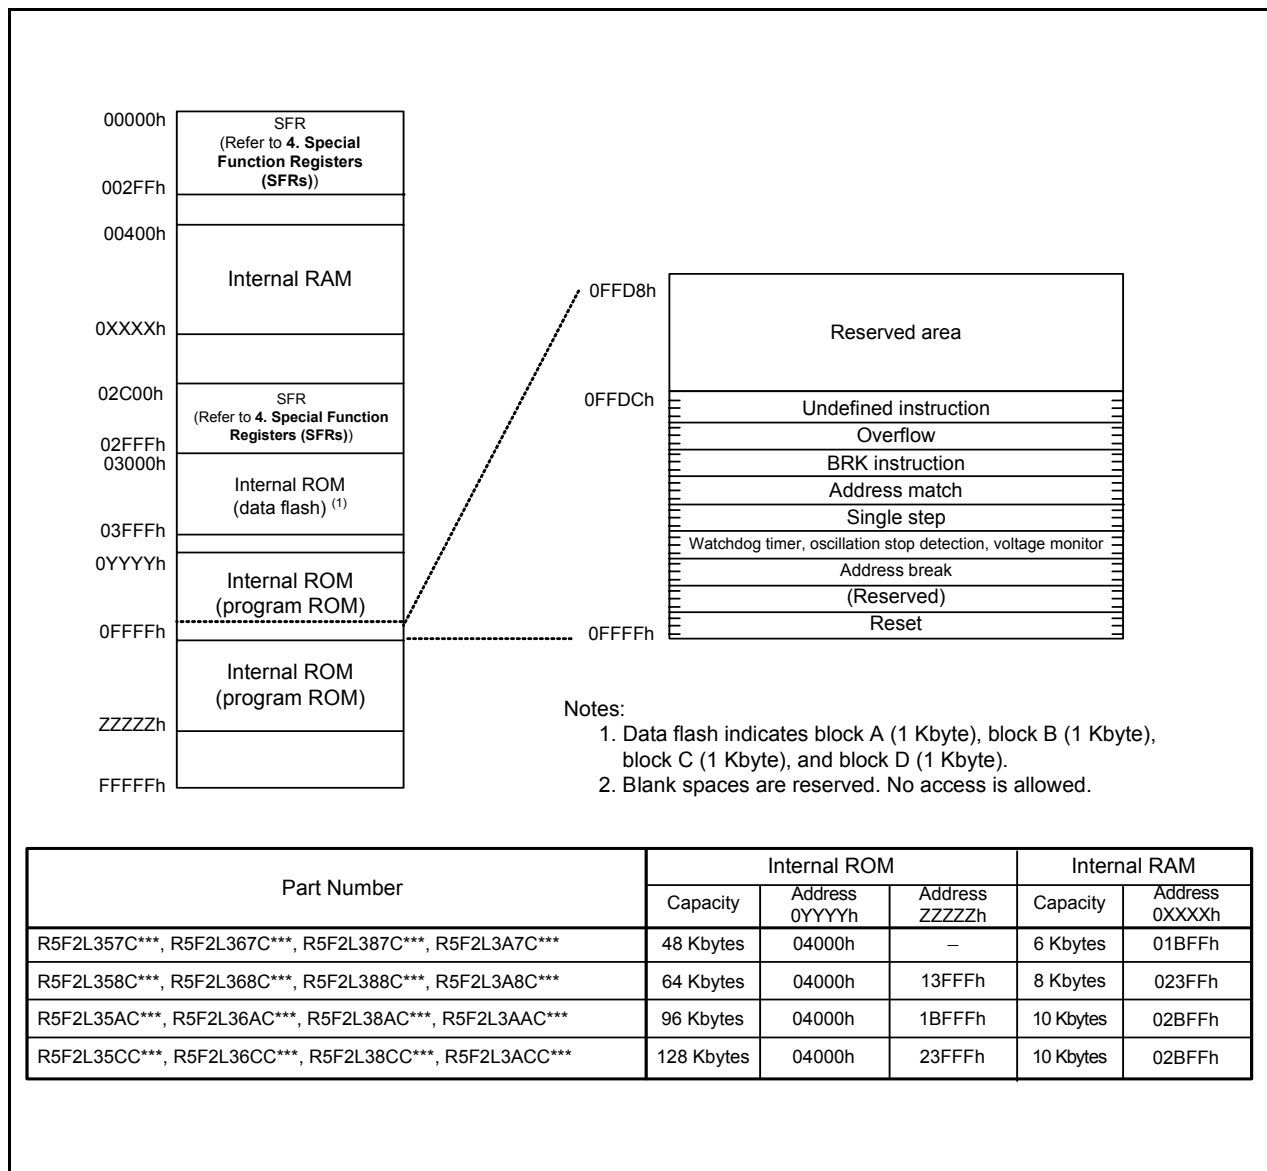 00000h
SFR
(Refer to 4. Special
Function Registers
(SFRs))
002FFh
00400h
Internal RAM
0XXXXh
02C00h
SFR
(Refer to 4. Special Function
Registers (SFRs))
02FFFh
03000h
Internal ROM
(data flash) (1)
03FFFh
0YYYYh
Internal ROM
(program ROM)
0FFFFh
Internal ROM
(program ROM)
ZZZZZh
FFFFFh
0FFD8h
Reserved area
0FFDCh
Undefined instruction
Overflow
BRK instruction
Address match
Single step
Watchdog timer, oscillation stop detection, voltage monitor
Address break
(Reserved)
Reset
0FFFFh
Notes:
1. Data flash indicates block A (1 Kbyte), block B (1 Kbyte),
block C (1 Kbyte), and block D (1 Kbyte).
2. Blank spaces are reserved. No access is allowed.
Part Number Internal ROM Internal RAM
Capacity Address 0YYYYh Address ZZZZZh Capacity Address 0XXXXh
R5F2L357C***, R5F2L367C***, R5F2L387C***, R5F2L3A7C*** 48 Kbytes 04000h – 6 Kbytes 01BFFh
R5F2L358C***, R5F2L368C***, R5F2L388C***, R5F2L3A8C*** 64 Kbytes 04000h 13FFFh 8 Kbytes 023FFh
R5F2L35AC***, R5F2L36AC***, R5F2L38AC***, R5F2L3AAC*** 96 Kbytes 04000h 1BFFFh 10 Kbytes 02BFFh
R5F2L35CC***, R5F2L36CC***, R5F2L38CC***, R5F2L3ACC*** 128 Kbytes 04000h 23FFFh 10 Kbytes 02BFFh